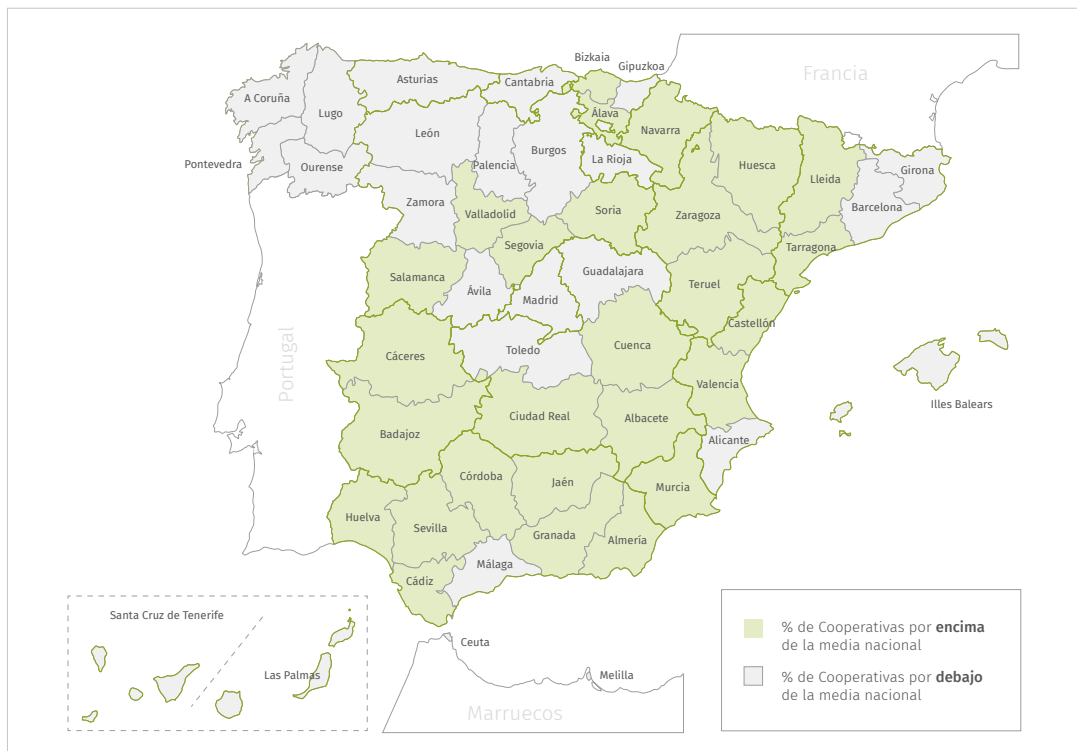 Bizkaia
Gipuzkoa
Francia
Asturias
Cantabria
A Coruña
Lugo
Álava
Navarra
León
Burgos
Palencia
La Rioja
Huesca
Pontevedra
Ourense
Lleida
Girona
Zamora
Barcelona
Valladolid
Soria
Zaragoza
Segovia
Tarragona
Salamanca
Guadalajara
Teruel
Ávila
Madrid
Castellón
Portugal
Cáceres
Toledo
Cuenca
Valencia
Illes Balears
Ciudad Real
Albacete
Badajoz
Alicante
Córdoba
Jaén
Murcia
Huelva
Sevilla
Granada
Almería
Málaga
Cádiz
Santa Cruz de Tenerife
Las Palmas
Ceuta
Melilla
Marruecos
% de Cooperativas por encima
de la media nacional
% de Cooperativas por debajo
de la media nacional